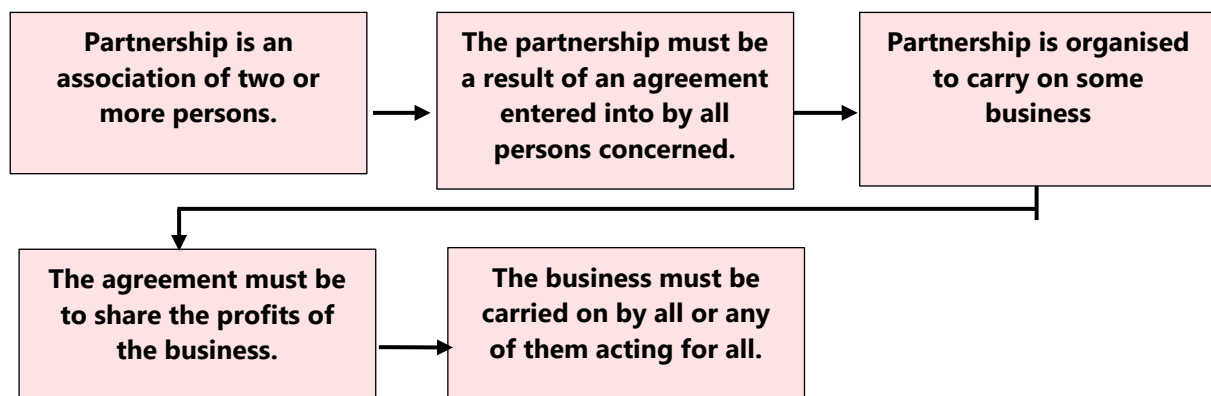 Partnership is an
association of two or
more persons.
The partnership must be
a result of an agreement
entered into by all
persons concerned.
Partnership is organised
to carry on some
business
The agreement must be
to share the profits of
the business.
The business must be
carried on by all or any
of them acting for all.